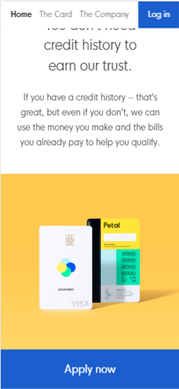 Home The Card The Company Log in
You don't need
credit history to
earn our trust.
If you have a credit history – that's
great, but even if you don't, we can
use the money you make and the bills
you already pay to help you qualify.
Petal
VISA
Apply now